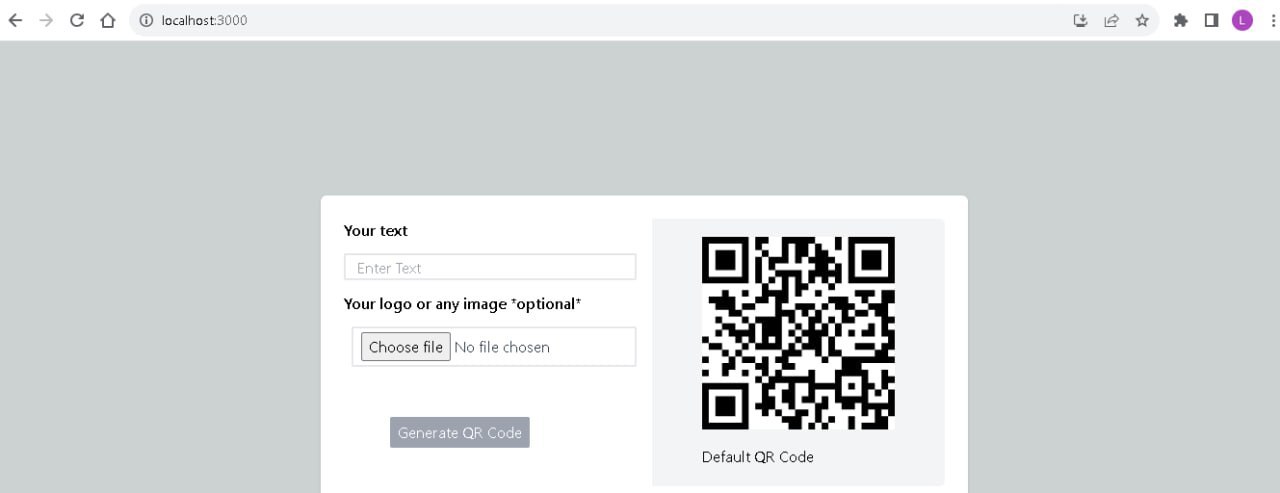 localhost:3000
L
Your text
Enter Text
Your logo or any image *optional*
Choose file No file chosen
Generate QR Code
Default QR Code